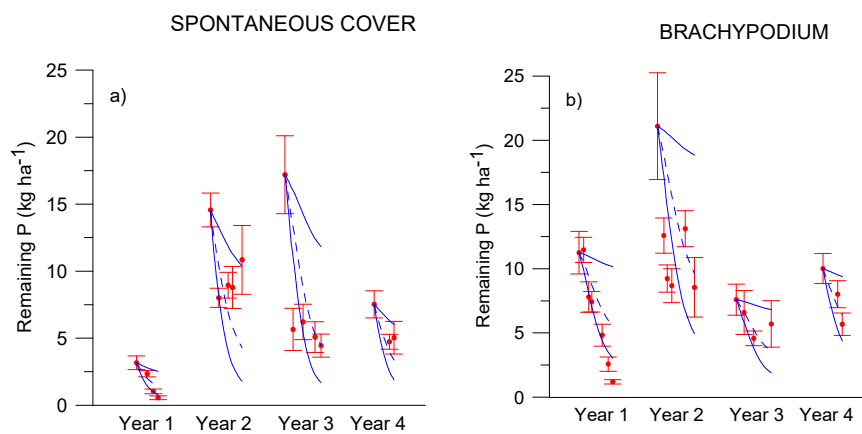 SPONTANEOUS COVER
a)
Remaining P (kg ha⁻¹)
25
20
15
10
5
0
Year 1 Year 2 Year 3 Year 4
BRACHYPODIUM
b)
Remaining P (kg ha⁻¹)
25
20
15
10
5
0
Year 1 Year 2 Year 3 Year 4